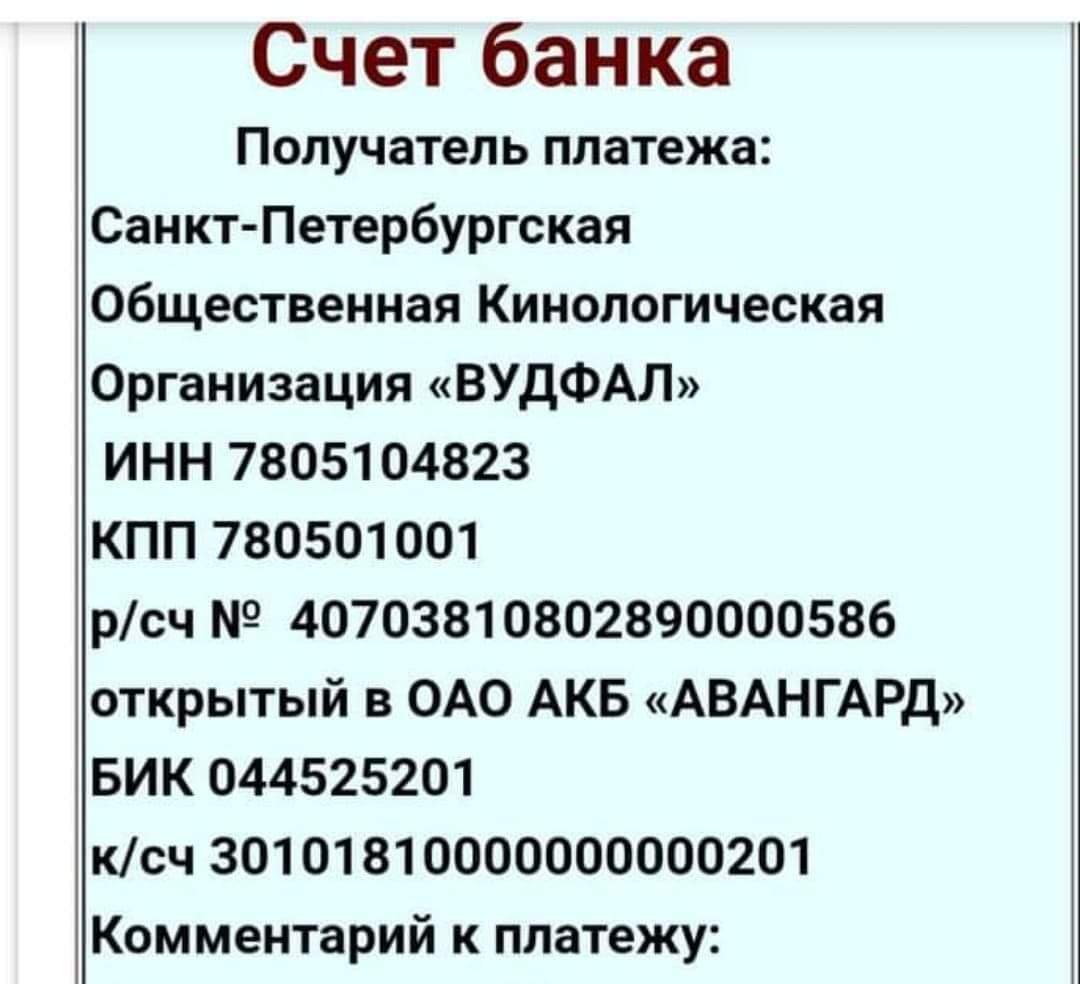 Счет банка
Получатель платежа:
Санкт-Петербургская
Общественная Кинологическая
Организация «ВУДФАЛ»
ИНН 7805104823
КПП 780501001
р/сч № 40703810802890000586
открытый в ОАО АКБ «АВАНГАРД»
БИК 044525201
к/сч 30101810000000000201
Комментарий к платежу: